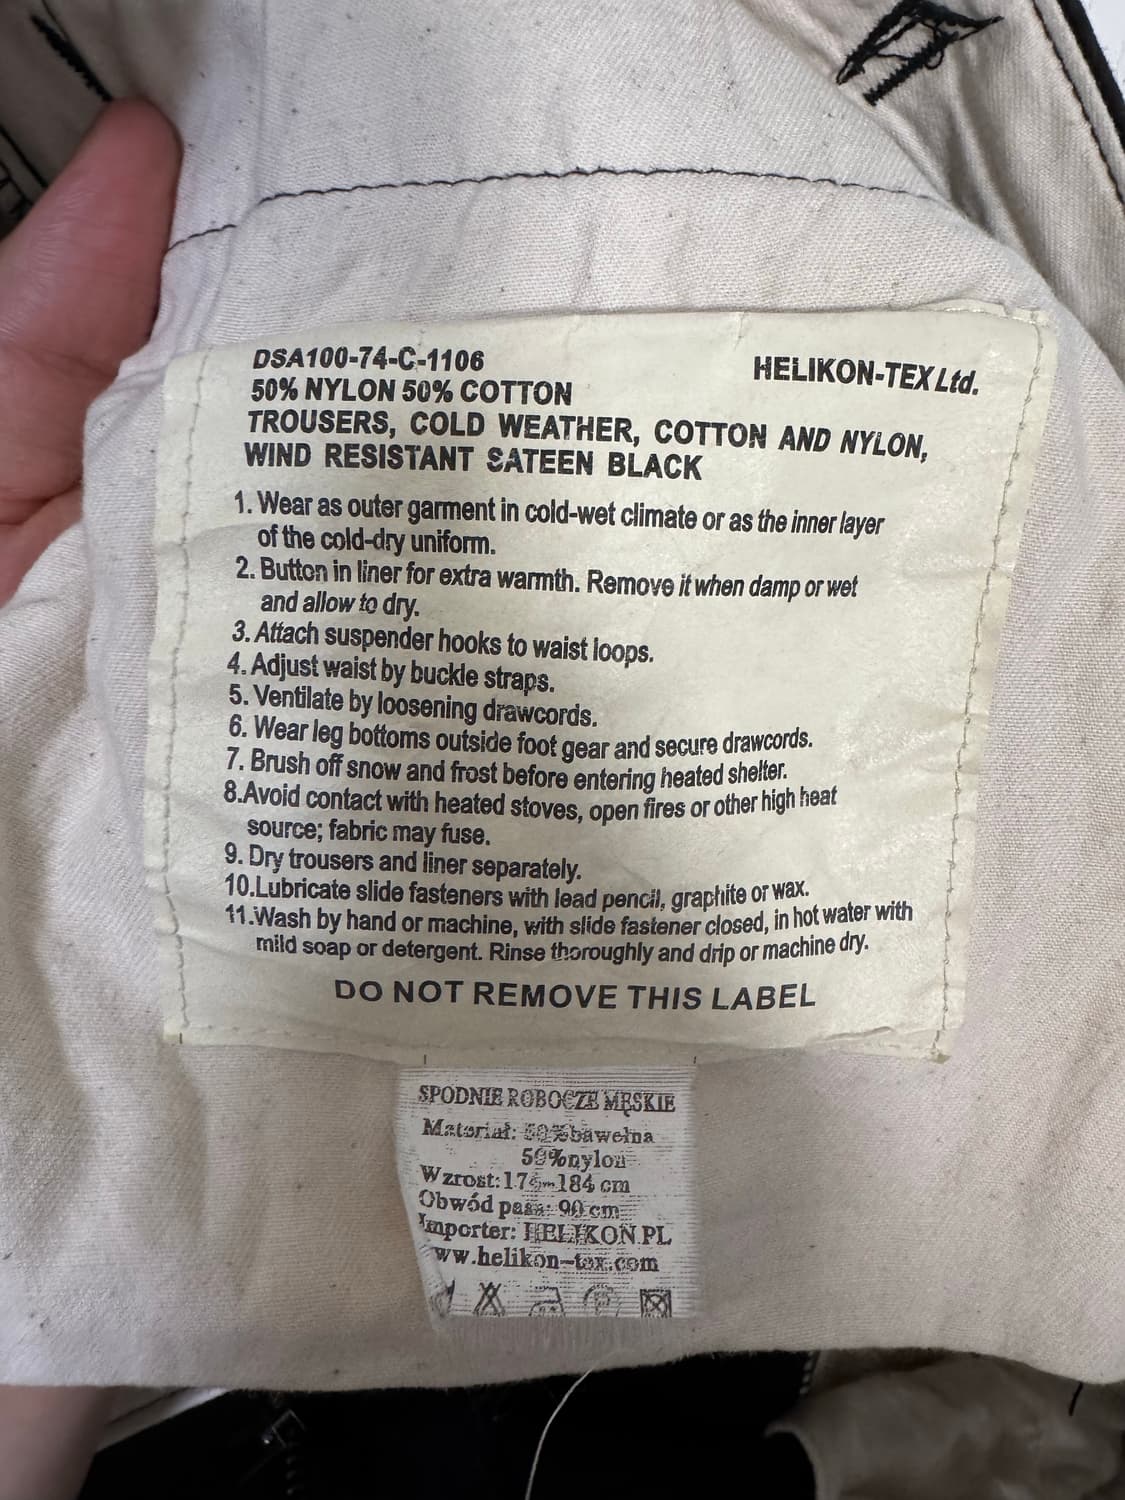 DSA100-74-C-1106
HELIKON-TEX Ltd.
50% NYLON 50% COTTON
TROUSERS, COLD WEATHER, COTTON AND NYLON,
WIND RESISTANT SATEEN BLACK
1. Wear as outer garment in cold-wet climate or as the inner layer
of the cold-dry uniform.
2. Button in liner for extra warmth. Remove it when damp or wet
and allow to dry.
3. Attach suspender hooks to waist loops.
4. Adjust waist by buckle straps.
5. Ventilate by loosening drawcords.
6. Wear leg bottoms outside foot gear and secure drawcords.
7. Brush off snow and frost before entering heated shelter.
8.Avoid contact with heated stoves, open fires or other high heat
source; fabric may fuse.
9. Dry trousers and liner separately.
10.Lubricate slide fasteners with lead pencil, graphite or wax.
11.Wash by hand or machine, with slide fastener closed, in hot water with
mild soap or detergent. Rinse thoroughly and drip or machine dry.
DO NOT REMOVE THIS LABEL
SPODNIE ROBOCZE MĘSKIE
Materiał: 50%bawełna
50%nylon
Wzrost: 184 cm
Obwód pasa: 90 cm
Importer: HELIKON.PL
www.helikon-tex.com